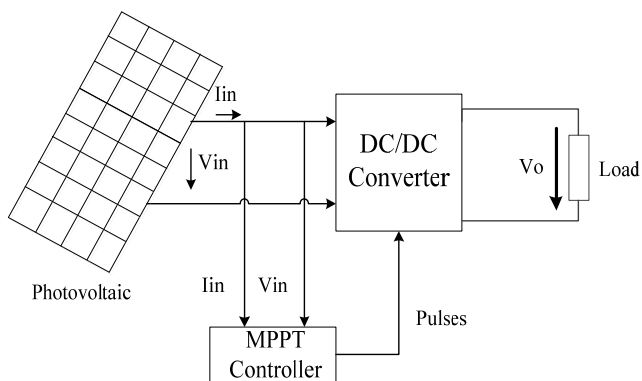 Iin
Vin
DC/DC
Converter
Vo
Load
Photovoltaic
Iin
Vin
Pulses
MPPT
Controller